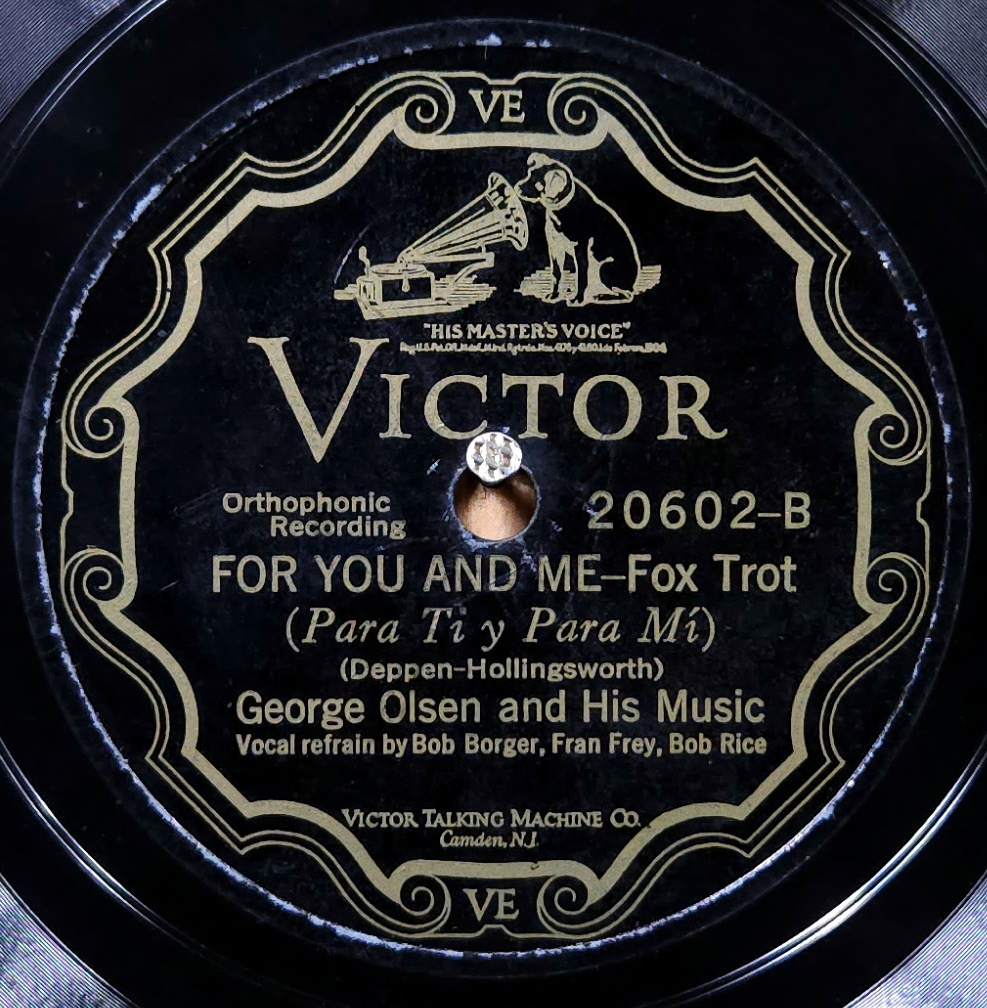 VE
"HIS MASTER'S VOICE"
VICTOR
Orthophonic
Recording
20602-B
FOR YOU AND ME-Fox Trot
(Para Ti y Para Mí)
(Deppen-Hollingsworth)
George Olsen and His Music
Vocal refrain by Bob Borger, Fran Frey, Bob Rice
VICTOR TALKING MACHINE CO.
Camden, N.J.
VE